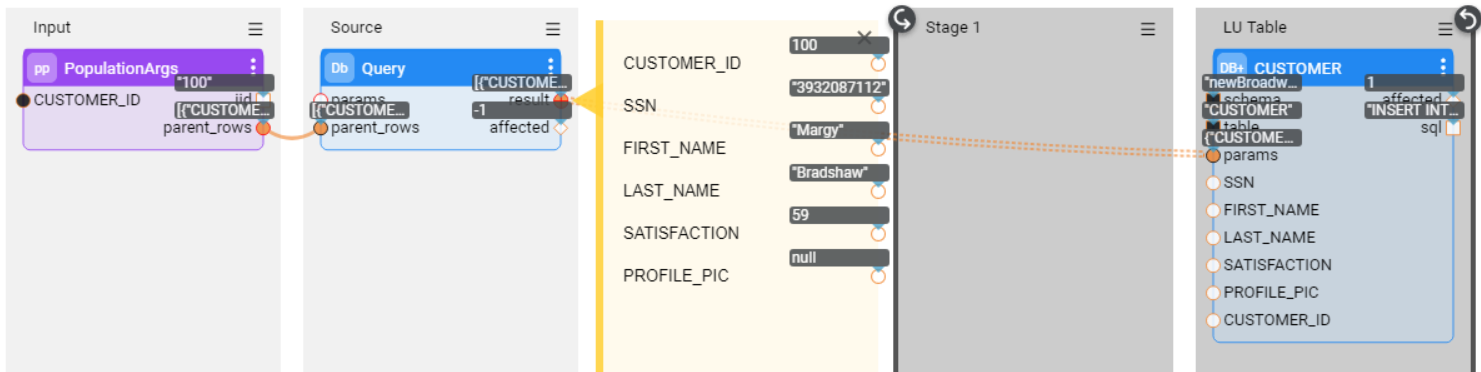 Input
pp PopulationArgs
"100"
CUSTOMER_ID
iid
[{"CUSTOME...
parent_rows
Source
Db Query
[{"CUSTOME...
params
result
[{"CUSTOME...
-1
parent_rows
affected
100
CUSTOMER_ID
"3932087112"
SSN
"Margy"
FIRST_NAME
"Bradshaw"
LAST_NAME
59
SATISFACTION
null
PROFILE_PIC
Stage 1
LU Table
DB+ CUSTOMER
"newBroadw...
1
schema
affected
"CUSTOMER"
"INSERT INT...
table
sql
{"CUSTOME...
params
SSN
FIRST_NAME
LAST_NAME
SATISFACTION
PROFILE_PIC
CUSTOMER_ID